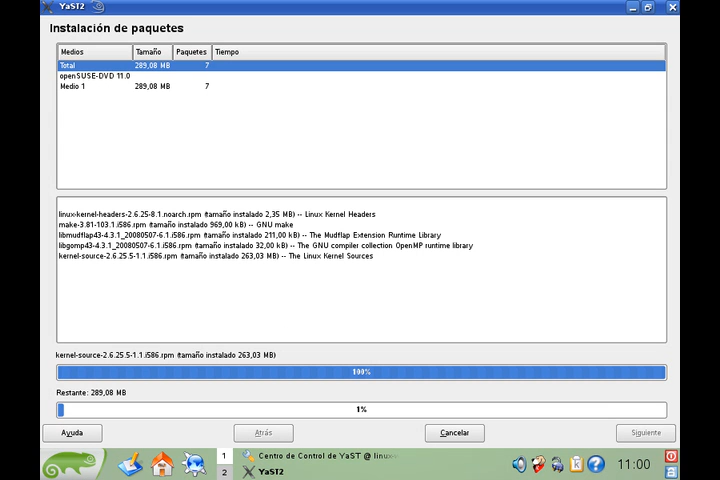 YaST2
Instalación de paquetes
Medios Tamaño Paquetes Tiempo
Total 289,08 MB 7
openSUSE-DVD 11.0
Medio 1 289,08 MB 7
linux-kernel-headers-2.6.25-8.1.noarch.rpm (tamaño instalado 2,35 MB) -- Linux Kernel Headers
make-3.81-103.1.i586.rpm (tamaño instalado 969,00 kB) -- GNU make
libmudflap43-4.3.1_20080507-6.1.i586.rpm (tamaño instalado 211,00 kB) -- The Mudflap Extension Runtime Library
libgomp43-4.3.1_20080507-6.1.i586.rpm (tamaño instalado 32,00 kB) -- The GNU compiler collection OpenMP runtime library
kernel-source-2.6.25.5-1.1.i586.rpm (tamaño instalado 263,03 MB) -- The Linux Kernel Sources
kernel-source-2.6.25.5-1.1.i586.rpm (tamaño instalado 263,03 MB)
100%
Restante: 289,08 MB
1%
Ayuda Atrás Cancelar Siguiente
1 Centro de Control de YaST @ linux-
2 YaST2
11:00